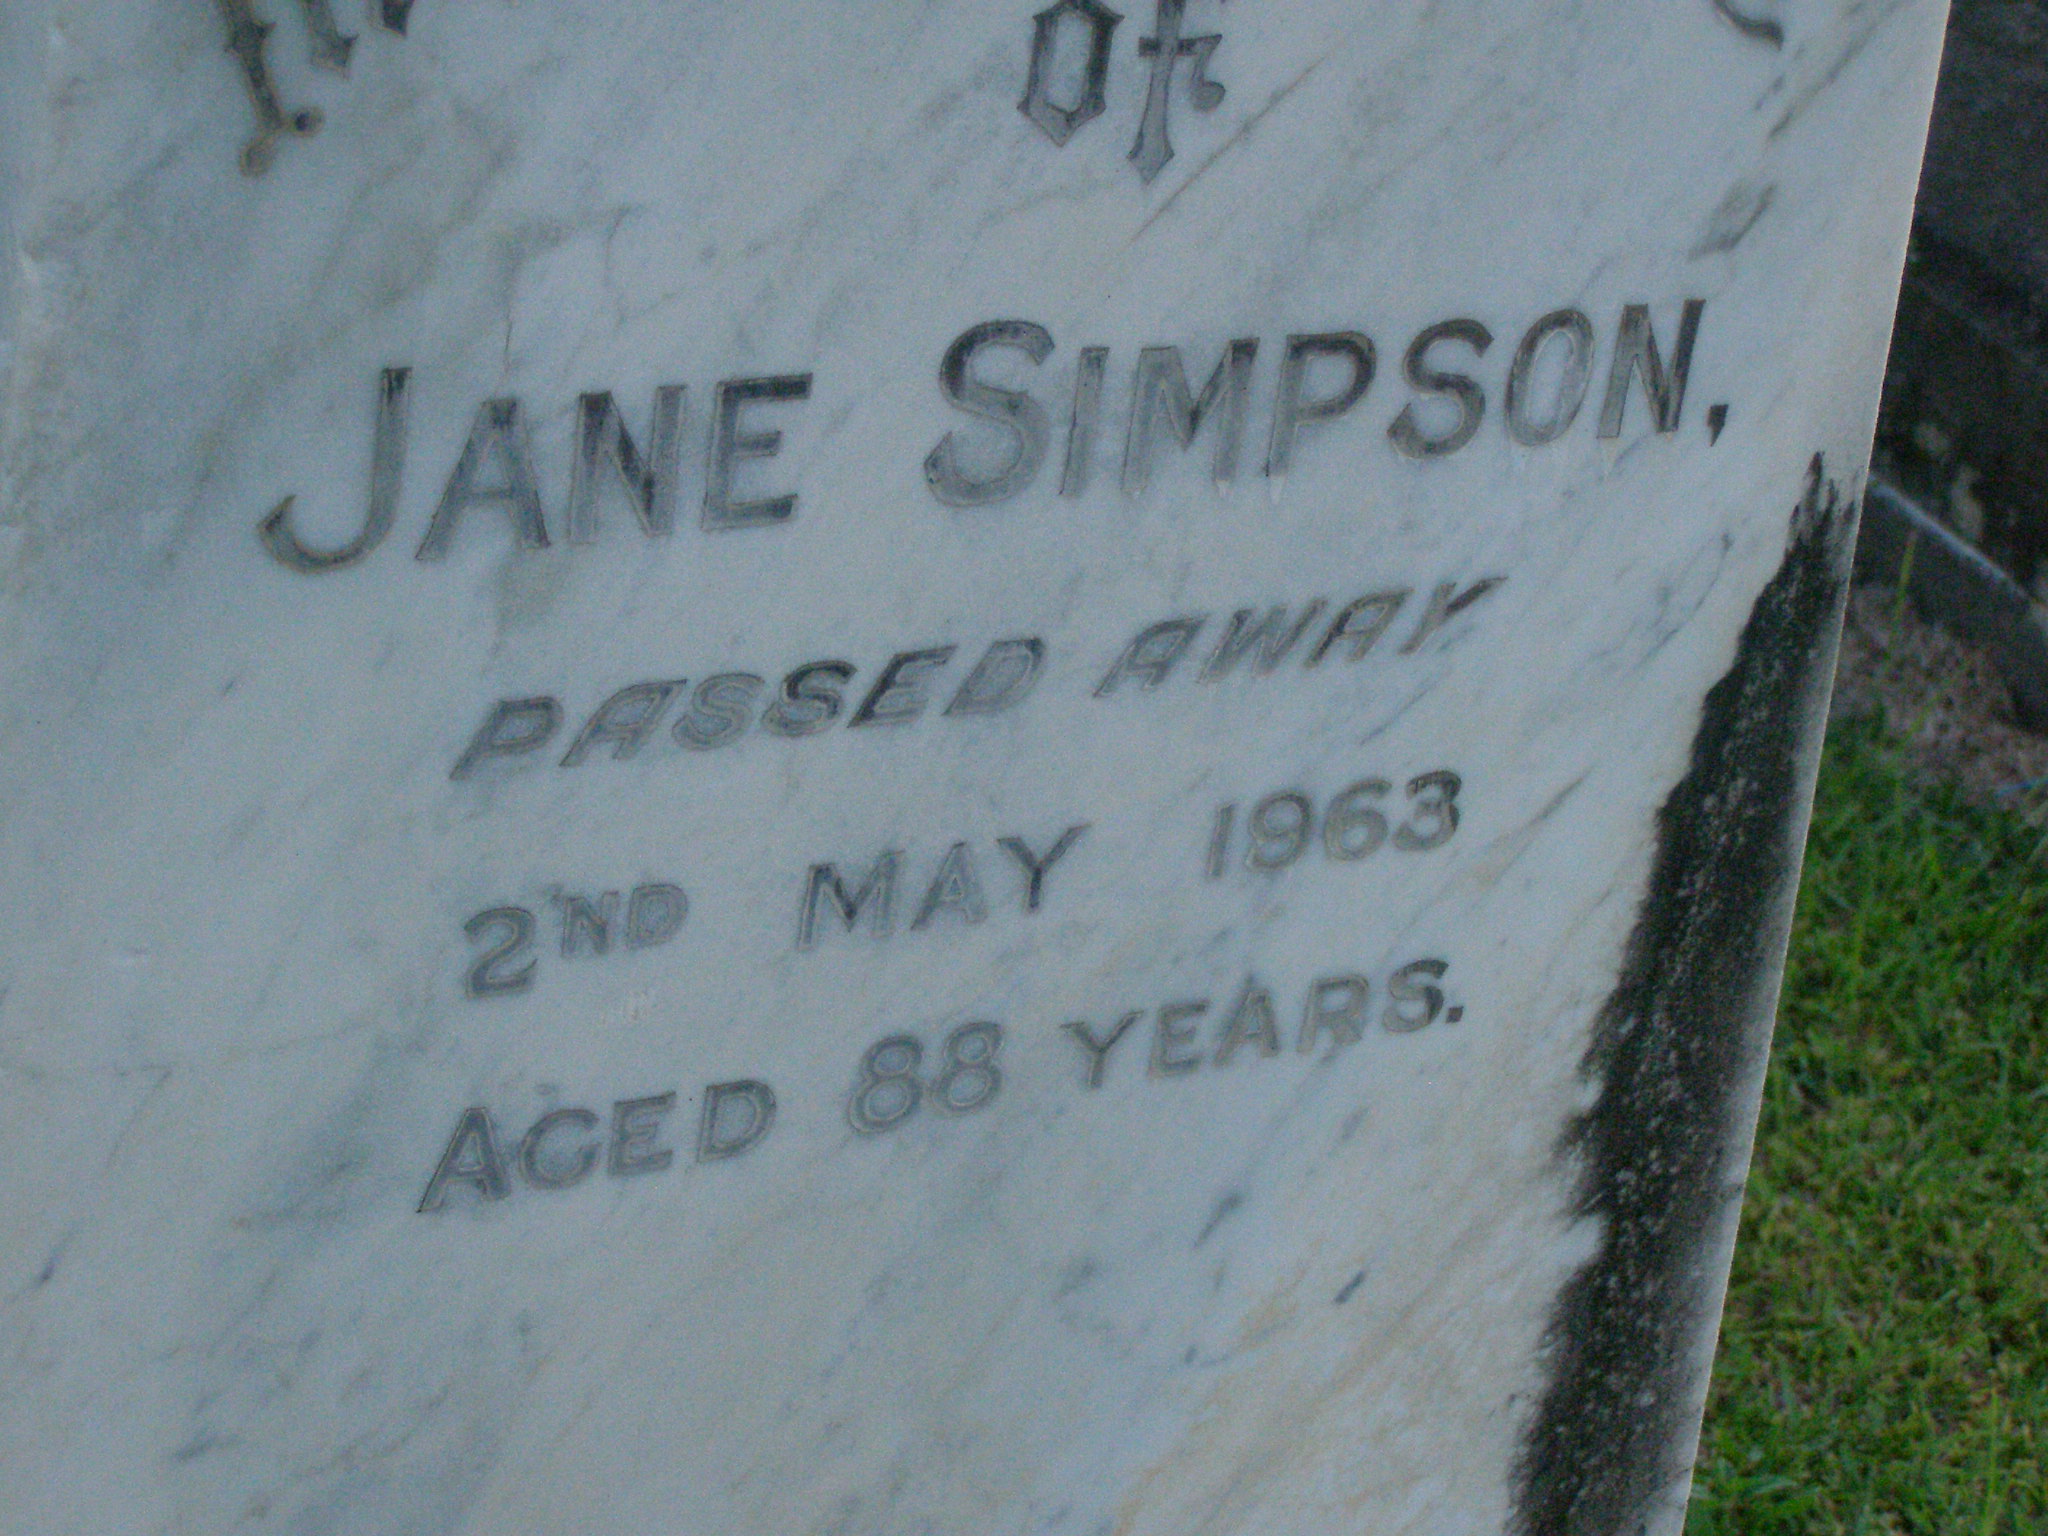 of
JANE SIMPSON,
PASSED AWAY
2ND MAY 1963
AGED 88 YEARS.